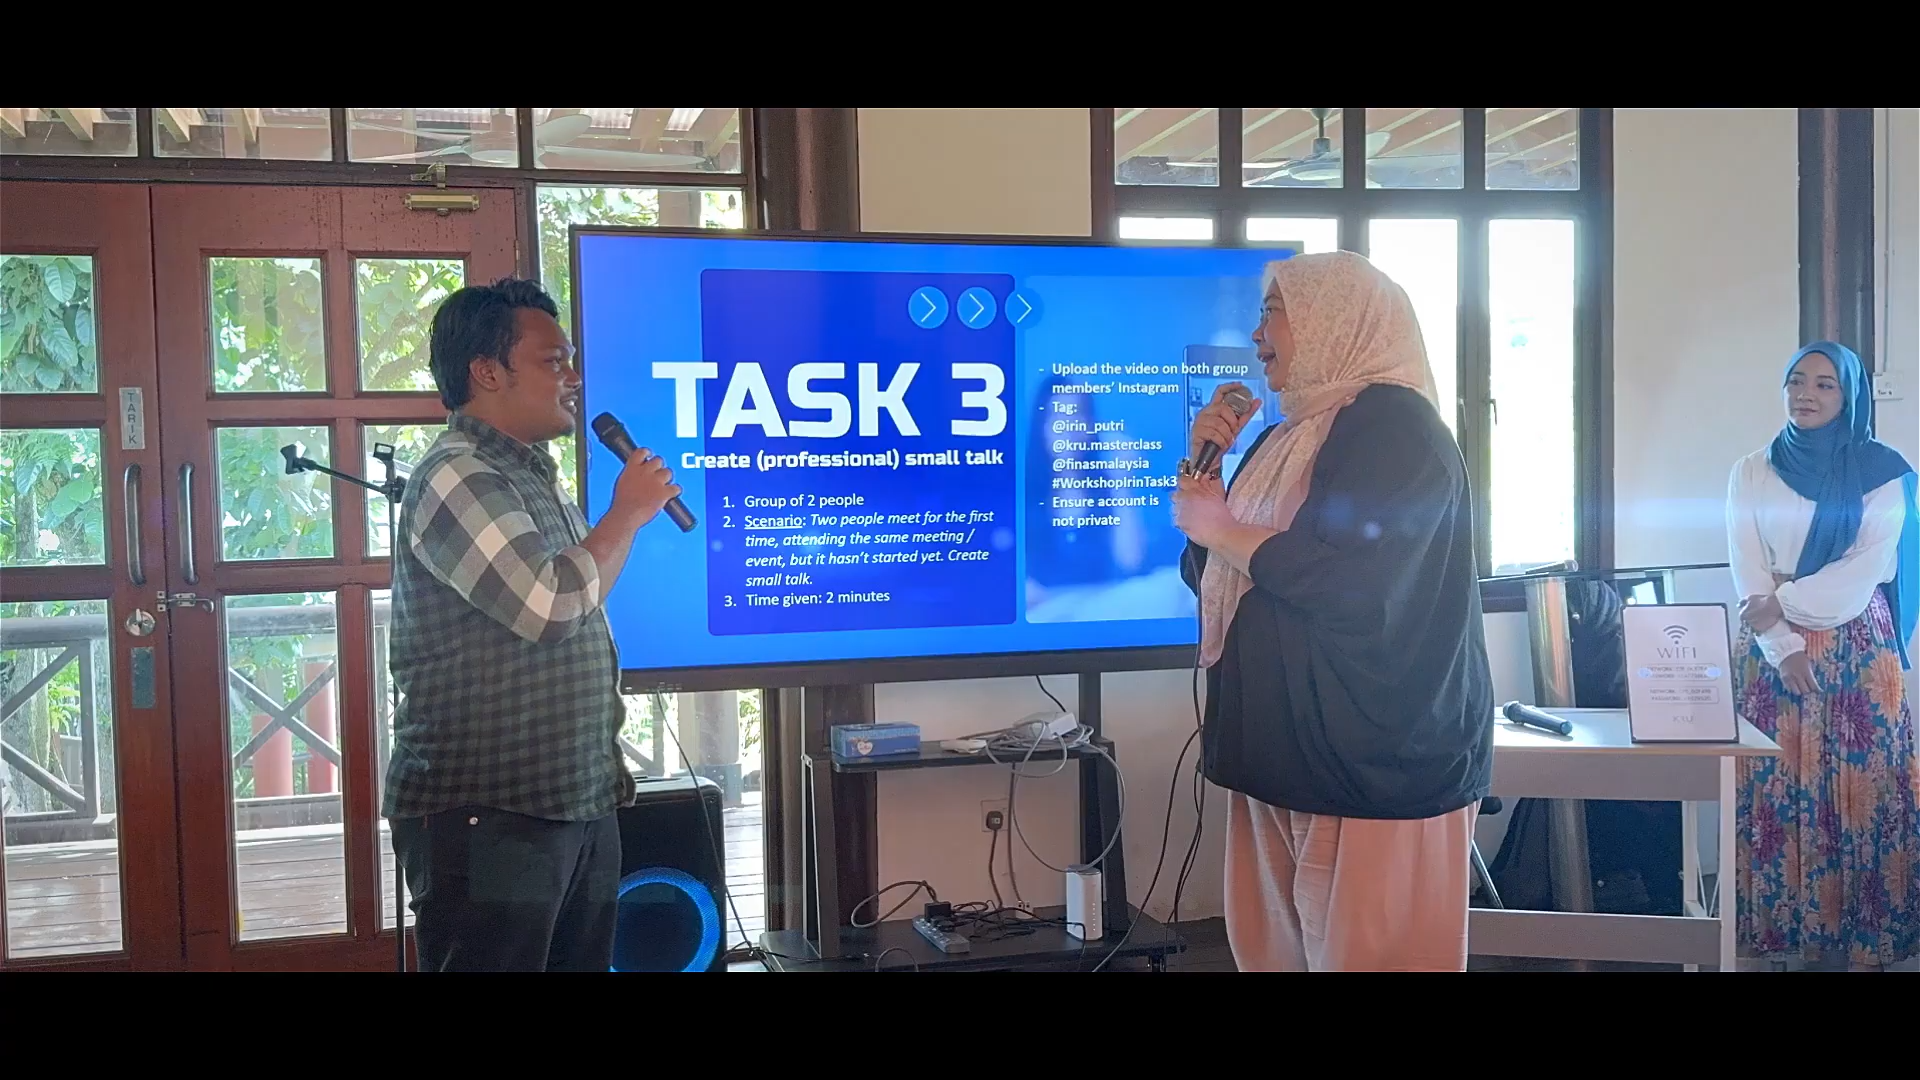 TARIK
TASK 3
Create (professional) small talk
1. Group of 2 people
2. Scenario: Two people meet for the first
time, attending the same meeting /
event, but it hasn't started yet. Create
small talk.
3. Time given: 2 minutes
- Upload the video on both group
members' Instagram
- Tag:
@irin_putri
@kru.masterclass
@finasmalaysia
#WorkshopIrinTask3
- Ensure account is
not private
WIFI
KRU